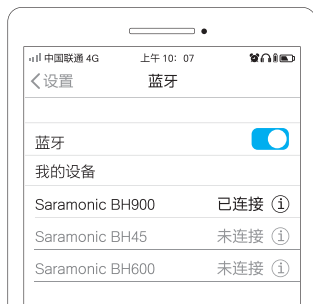 中国联通 4G 上午 10：07
设置 蓝牙
蓝牙
我的设备
Saramonic BH900 已连接 i
Saramonic BH45 未连接 i
Saramonic BH600 未连接 i